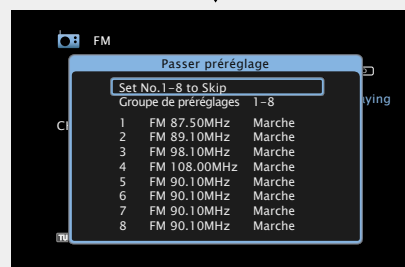 FM
Passer préréglage
Set No.1-8 to Skip
Groupe de préréglages 1-8
1 FM 87.50MHz Marche
2 FM 89.10MHz Marche
3 FM 98.10MHz Marche
4 FM 108.00MHz Marche
5 FM 90.10MHz Marche
6 FM 90.10MHz Marche
7 FM 90.10MHz Marche
8 FM 90.10MHz Marche